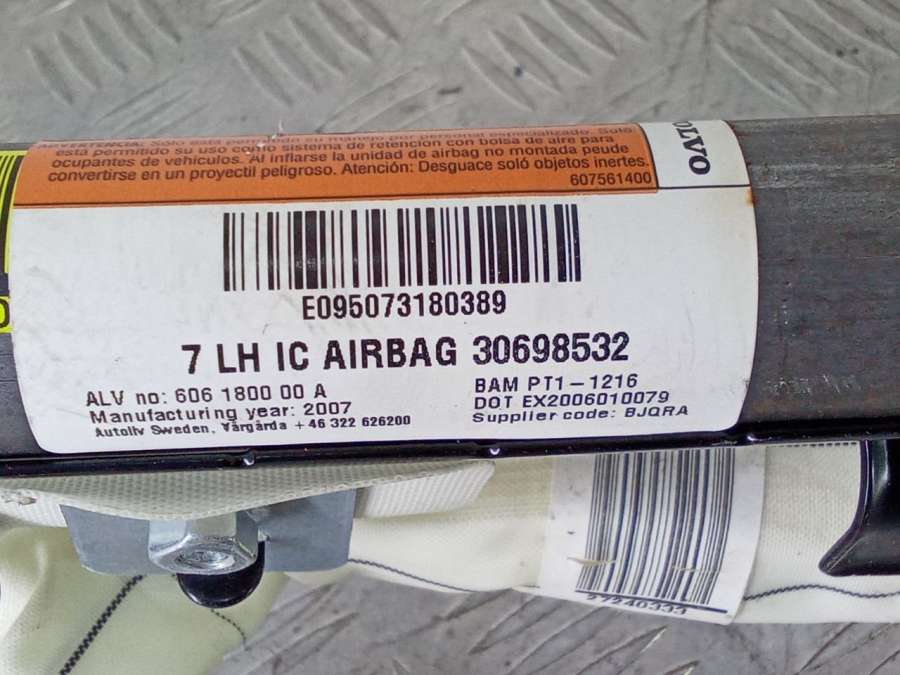 ADVERTENCIA: Solo está permitido su manejo por personal especializado. Solo
está permitido su uso como sistema de retención con bolsa de aire para
ocupantes de vehículos. Al inflarse la unidad de airbag no montada peude
convertirse en un proyectil peligroso. Atención: Desguace soló objetos inertes.
607561400
VOLVO
E095073180389
7 LH IC AIRBAG 30698532
ALV no: 606 1800 00 A
Manufacturing year: 2007
Autoliv Sweden, Vårgårda + 46 322 626200
BAM PT1-1216
DOT EX2006010079
Supplier code: BJQRA
27240333